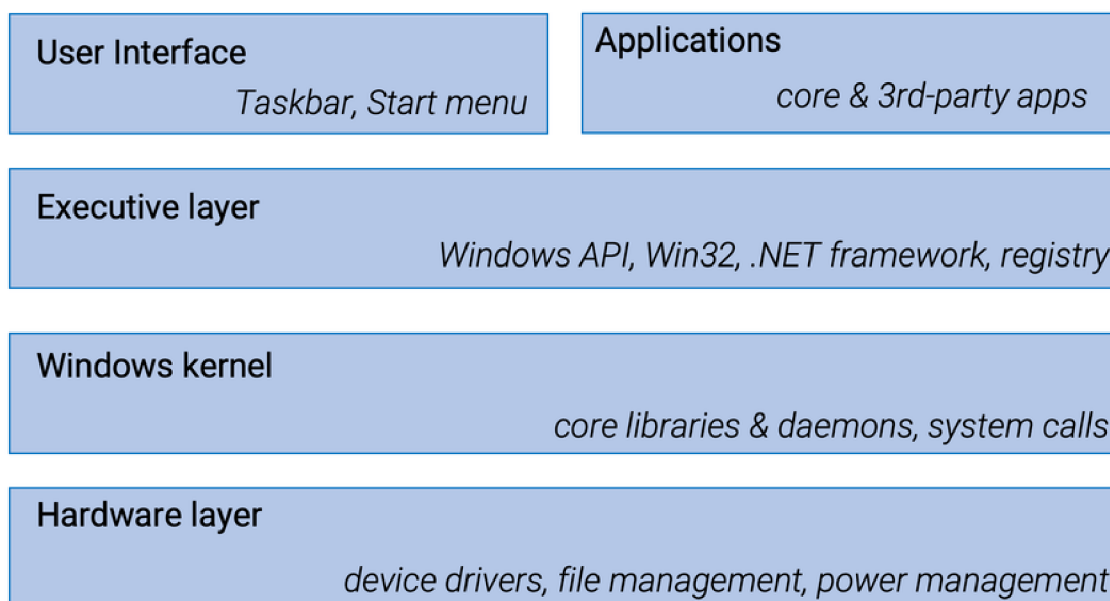 User Interface
Taskbar, Start menu
Applications
core & 3rd-party apps
Executive layer
Windows API, Win32, .NET framework, registry
Windows kernel
core libraries & daemons, system calls
Hardware layer
device drivers, file management, power management